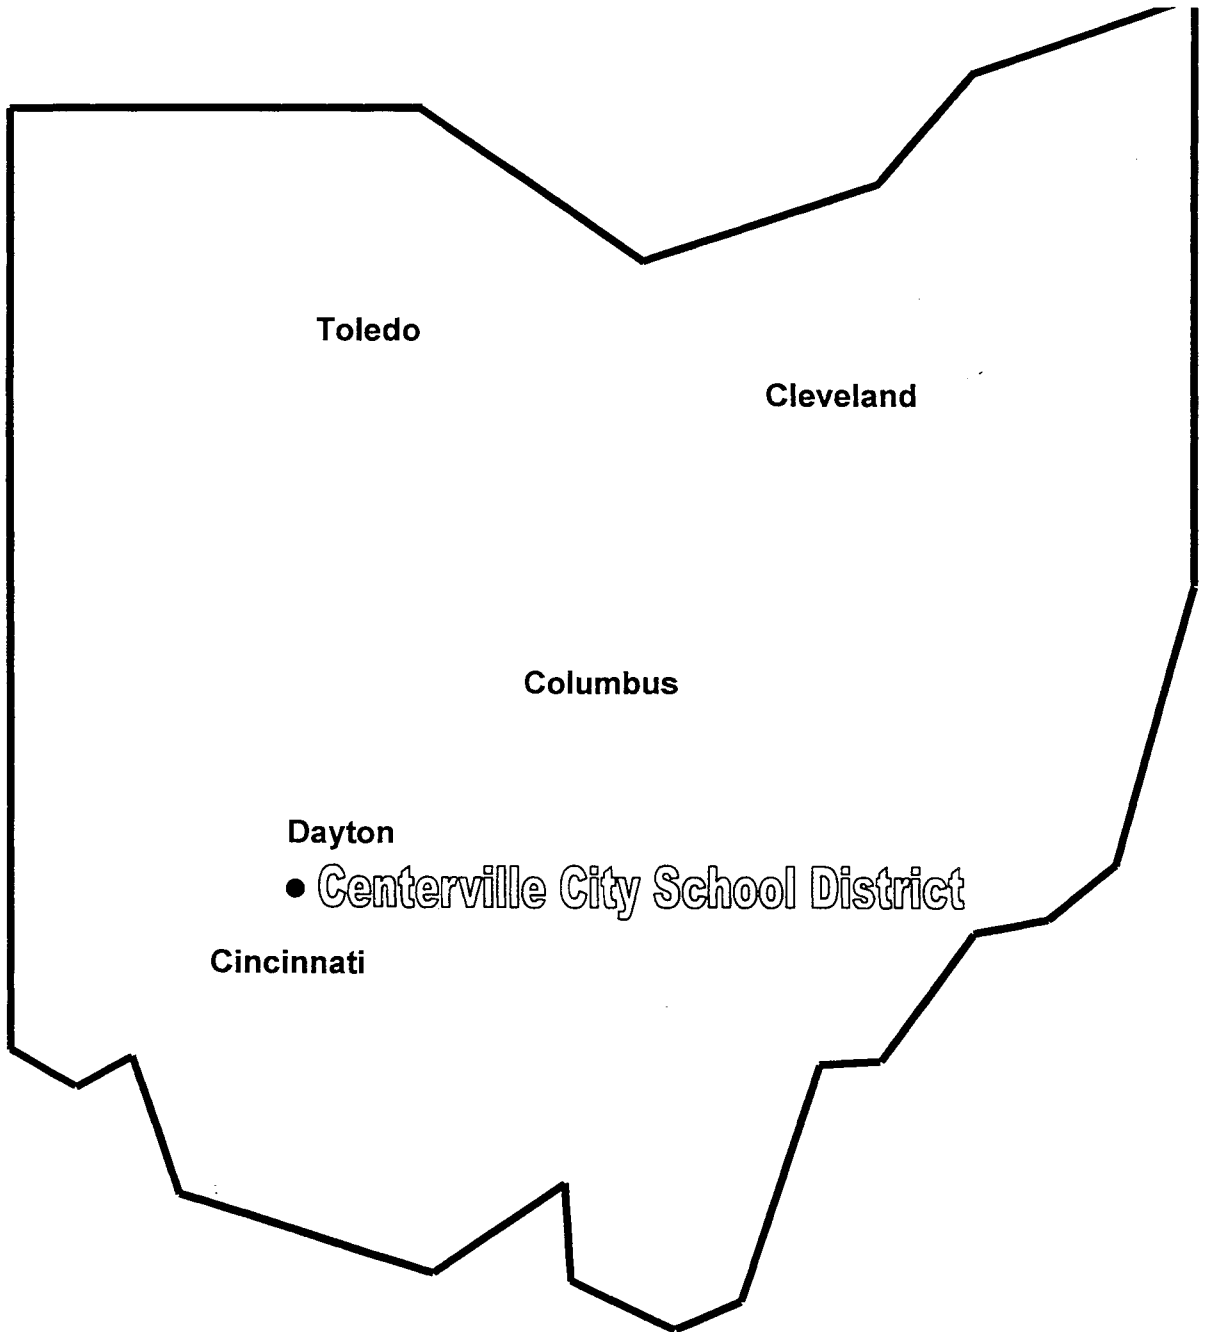 Toledo
Cleveland
Columbus
Dayton
Centerville City School District
Cincinnati